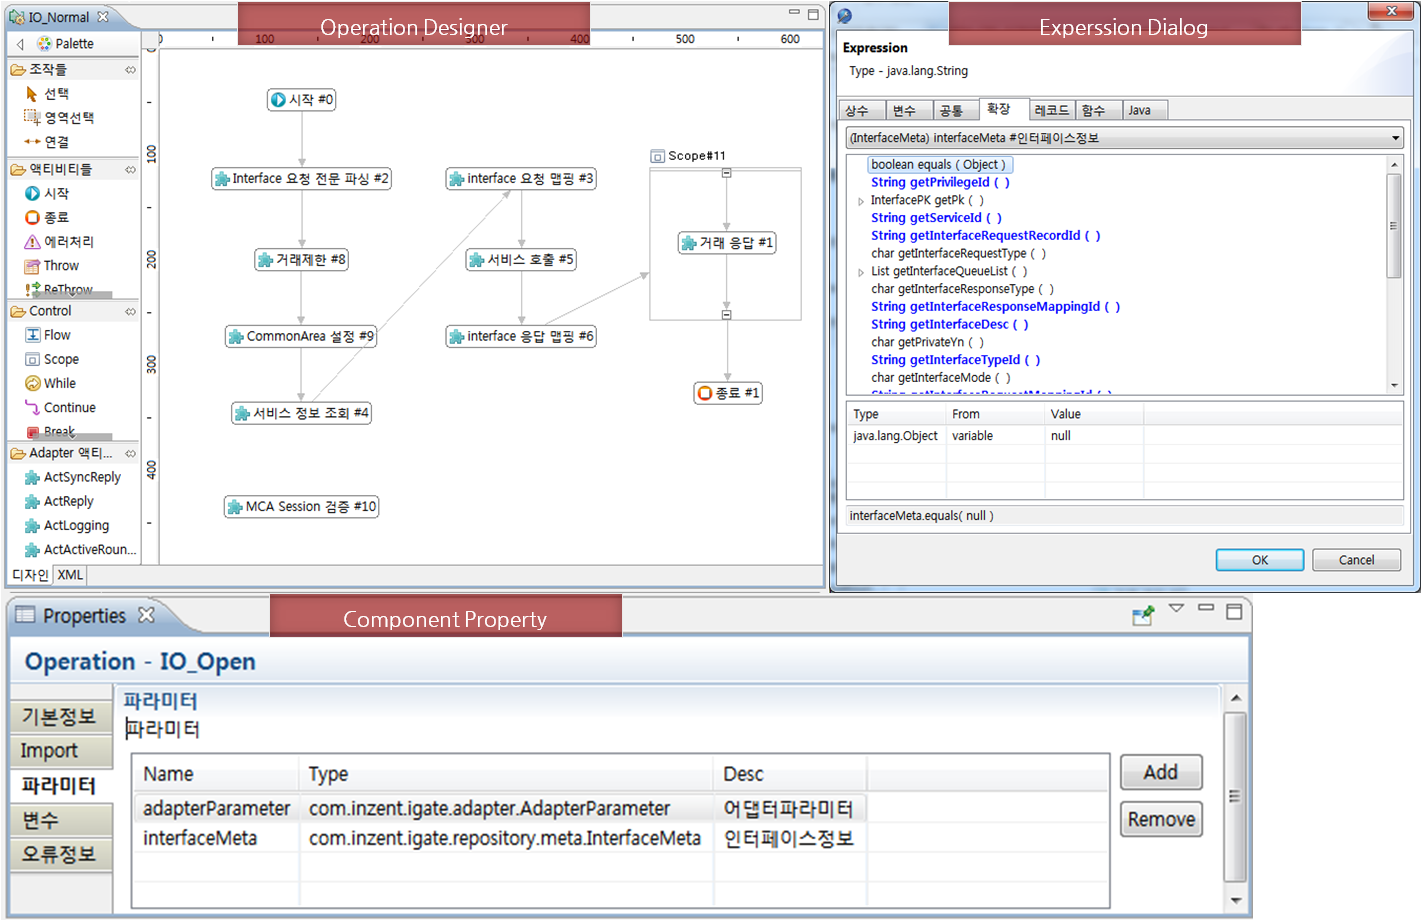 IO_Normal
Operation Designer
Palette
0 100 200 300 400 500 600
조작들
선택
영역선택
연결
액티비티들
시작
종료
에러처리
Throw
ReThrow
Control
Flow
Scope
While
Continue
Break
Adapter 액티...
ActSyncReply
ActReply
ActLogging
ActActiveRoun...
디자인 XML
0
100
200
300
400
시작 #0
Interface 요청 전문 파싱 #2
거래제한 #8
CommonArea 설정 #9
서비스 정보 조회 #4
MCA Session 검증 #10
interface 요청 맵핑 #3
서비스 호출 #5
interface 응답 맵핑 #6
Scope#11
거래 응답 #1
종료 #1
Experssion Dialog
Expression
Type - java.lang.String
상수 변수 공통 확장 레코드 함수 Java
(InterfaceMeta) interfaceMeta #인터페이스정보
boolean equals ( Object )
String getPrivilegeId ( )
InterfacePK getPk ( )
String getServiceId ( )
String getInterfaceRequestRecordId ( )
char getInterfaceRequestType ( )
List getInterfaceQueueList ( )
char getInterfaceResponseType ( )
String getInterfaceResponseMappingId ( )
String getInterfaceDesc ( )
char getPrivateYn ( )
String getInterfaceTypeId ( )
char getInterfaceMode ( )
String getInterfaceRequestMappingId ( )
Type From Value
java.lang.Object variable null
interfaceMeta.equals( null )
OK Cancel
Properties
Component Property
Operation - IO_Open
기본정보
Import
파라미터
변수
오류정보
파라미터
파라미터
Name Type Desc
adapterParameter com.inzent.igate.adapter.AdapterParameter 어댑터파라미터
interfaceMeta com.inzent.igate.repository.meta.InterfaceMeta 인터페이스정보
Add
Remove